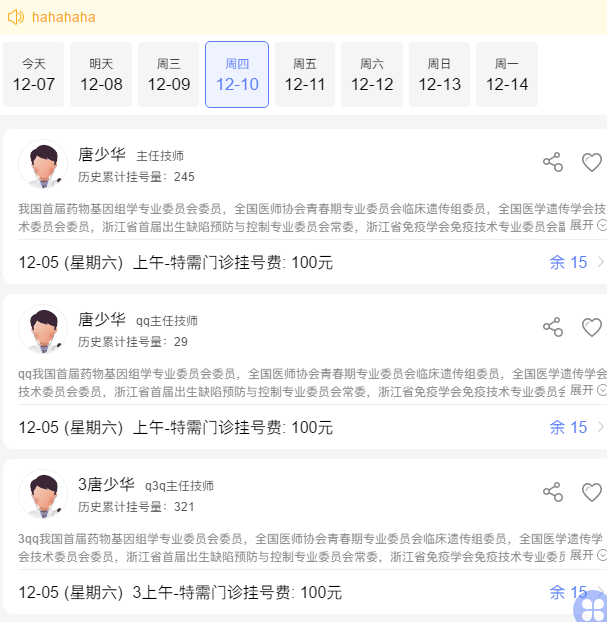 hahahaha
今天 明天 周三 周四 周五 周六 周日 周一
12-07 12-08 12-09 12-10 12-11 12-12 12-13 12-14
唐少华 主任技师
历史累计挂号量：245
我国首届药物基因组学专业委员会委员，全国医师协会青春期专业委员会临床遗传组委员，全国医学遗传学会技
术委员会委员，浙江省首届出生缺陷预防与控制专业委员会常委，浙江省免疫学会免疫技术专业委员会 展开
12-05 (星期六) 上午-特需门诊挂号费: 100元 余 15
唐少华 qq主任技师
历史累计挂号量：29
qq我国首届药物基因组学专业委员会委员，全国医师协会青春期专业委员会临床遗传组委员，全国医学遗传学会
技术委员会委员，浙江省首届出生缺陷预防与控制专业委员会常委，浙江省免疫学会免疫技术专业委员会 展开
12-05 (星期六) 上午-特需门诊挂号费: 100元 余 15
3唐少华 q3q主任技师
历史累计挂号量：321
3qq我国首届药物基因组学专业委员会委员，全国医师协会青春期专业委员会临床遗传组委员，全国医学遗传学
会技术委员会委员，浙江省首届出生缺陷预防与控制专业委员会常委，浙江省免疫学会免疫技术专业委员 展开
12-05 (星期六) 3上午-特需门诊挂号费: 100元 余 15